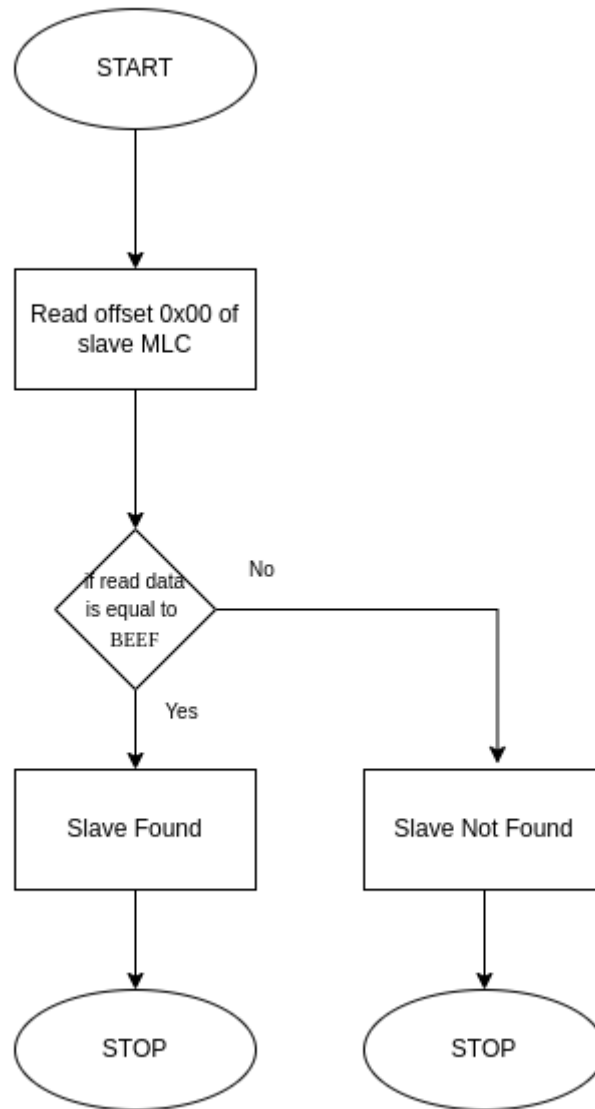 START
Read offset 0x00 of
slave MLC
if read data
is equal to
BEEF
No
Yes
Slave Found
Slave Not Found
STOP
STOP